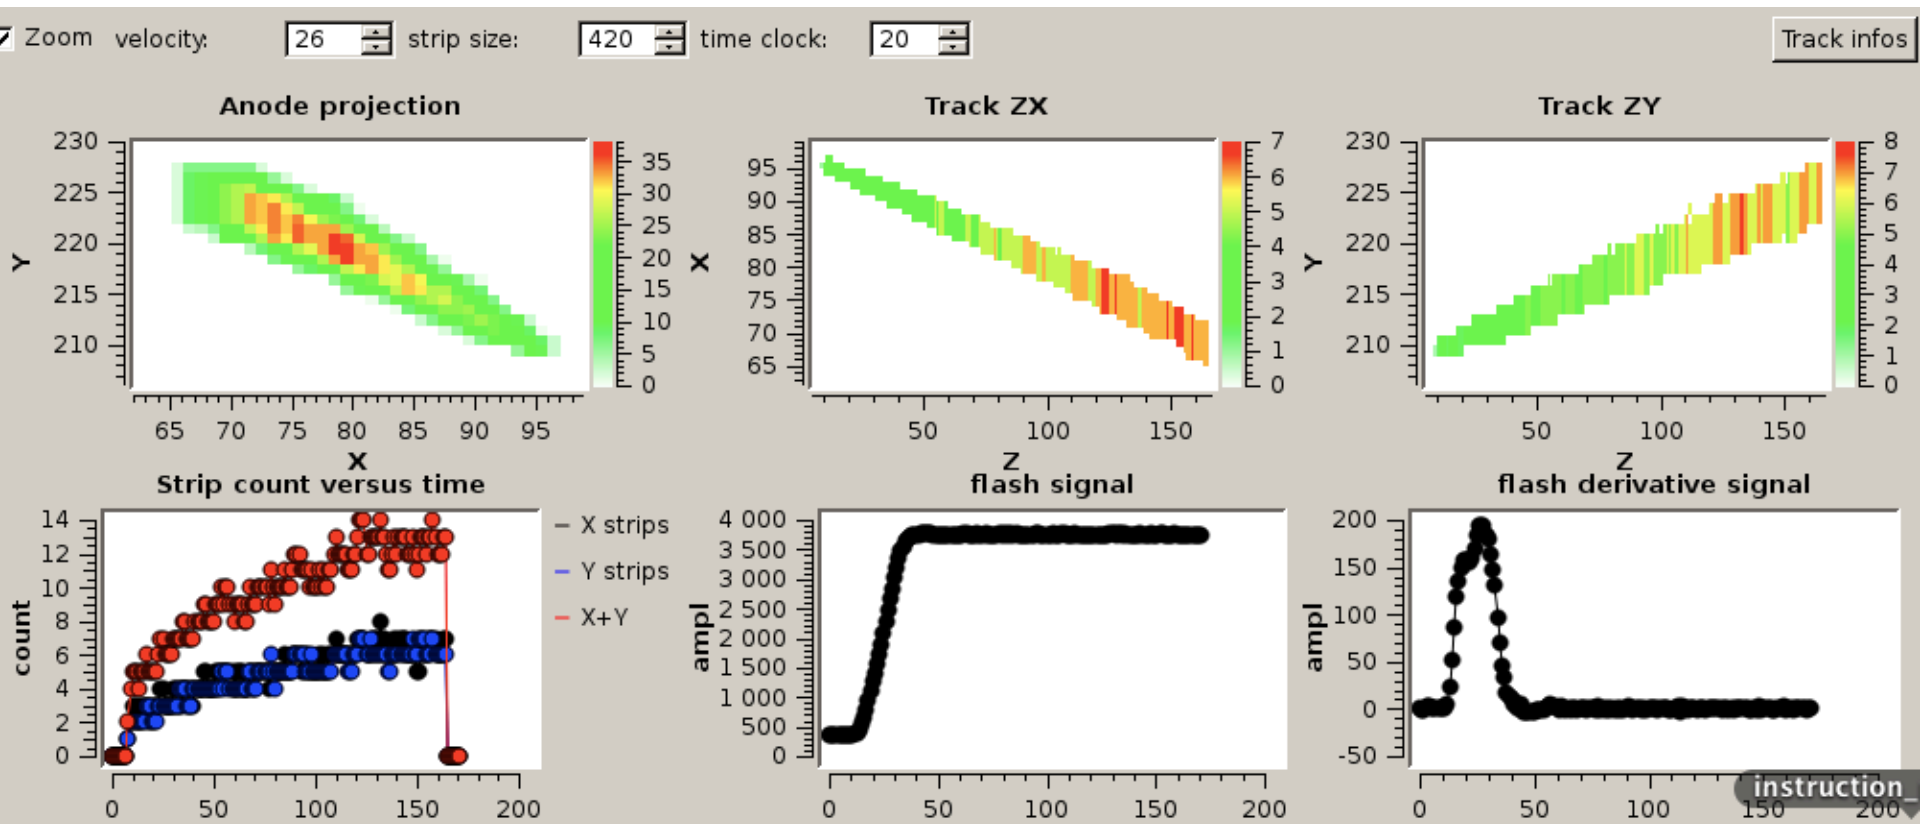 Zoom velocity: 26 strip size: 420 time clock: 20 Track infos
Anode projection
230
225
220
215
210
Y
65 70 75 80 85 90 95
X
35
30
25
20
15
10
5
0
Track ZX
95
90
85
80
75
70
65
X
50 100 150
Z
7
6
5
4
3
2
1
0
Track ZY
230
225
220
215
210
Y
50 100 150
Z
8
7
6
5
4
3
2
1
0
Strip count versus time
14
12
10
8
6
4
2
0
count
0 50 100 150 200
X strips
Y strips
X+Y
flash signal
4 000
3 500
3 000
2 500
2 000
1 500
1 000
500
0
ampl
0 50 100 150 200
flash derivative signal
200
150
100
50
0
-50
ampl
0 50 100 150 200
instruction_